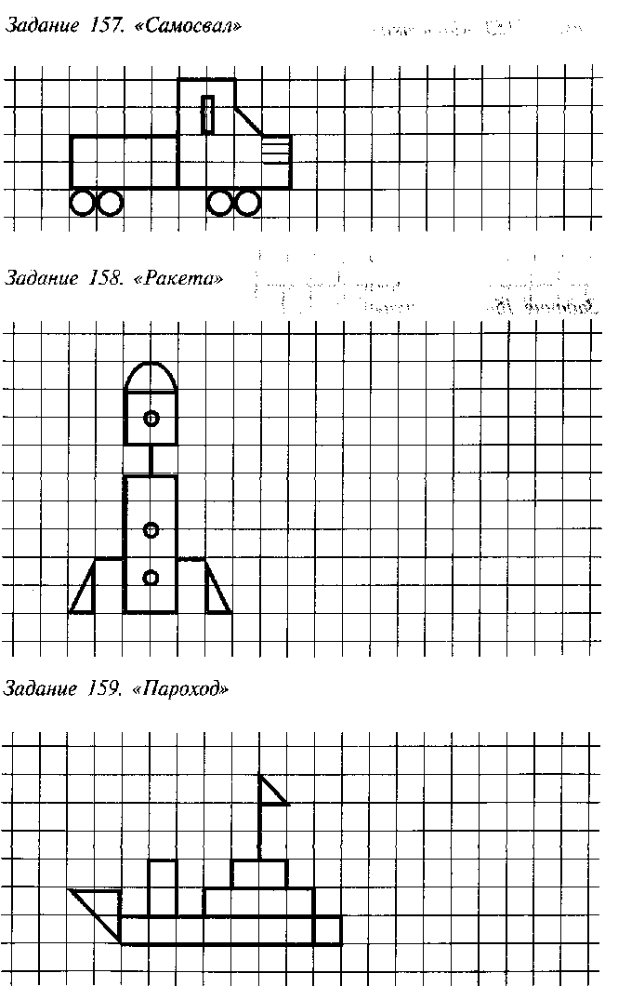 Задание 157. «Самосвал»
Задание 158. «Ракета»
Задание 159. «Пароход»